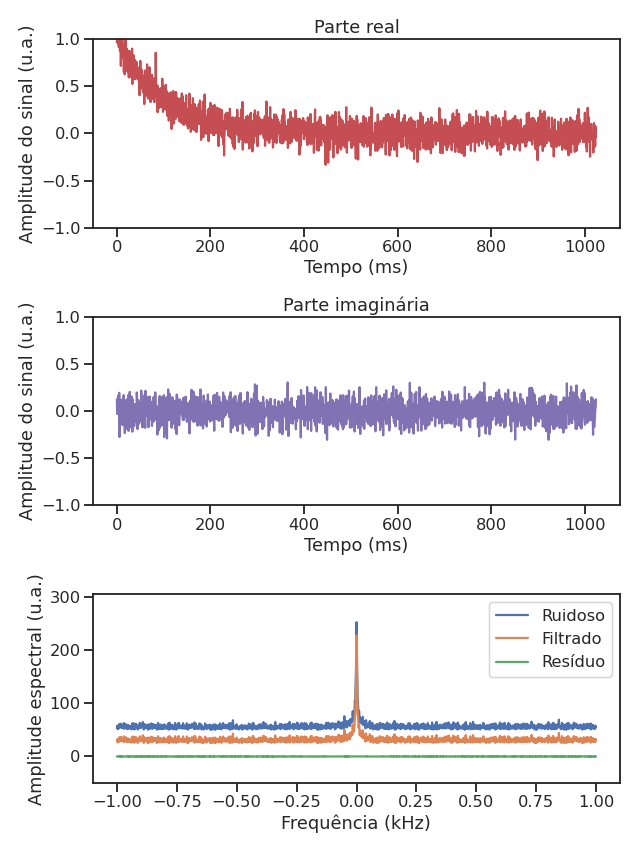 Parte real
Amplitude do sinal (u.a.)
1.0
0.5
0.0
−0.5
−1.0
0 200 400 600 800 1000
Tempo (ms)
Parte imaginária
Amplitude do sinal (u.a.)
1.0
0.5
0.0
−0.5
−1.0
0 200 400 600 800 1000
Tempo (ms)
Amplitude espectral (u.a.)
300
200
100
0
Ruidoso
Filtrado
Resíduo
−1.00 −0.75 −0.50 −0.25 0.00 0.25 0.50 0.75 1.00
Frequência (kHz)